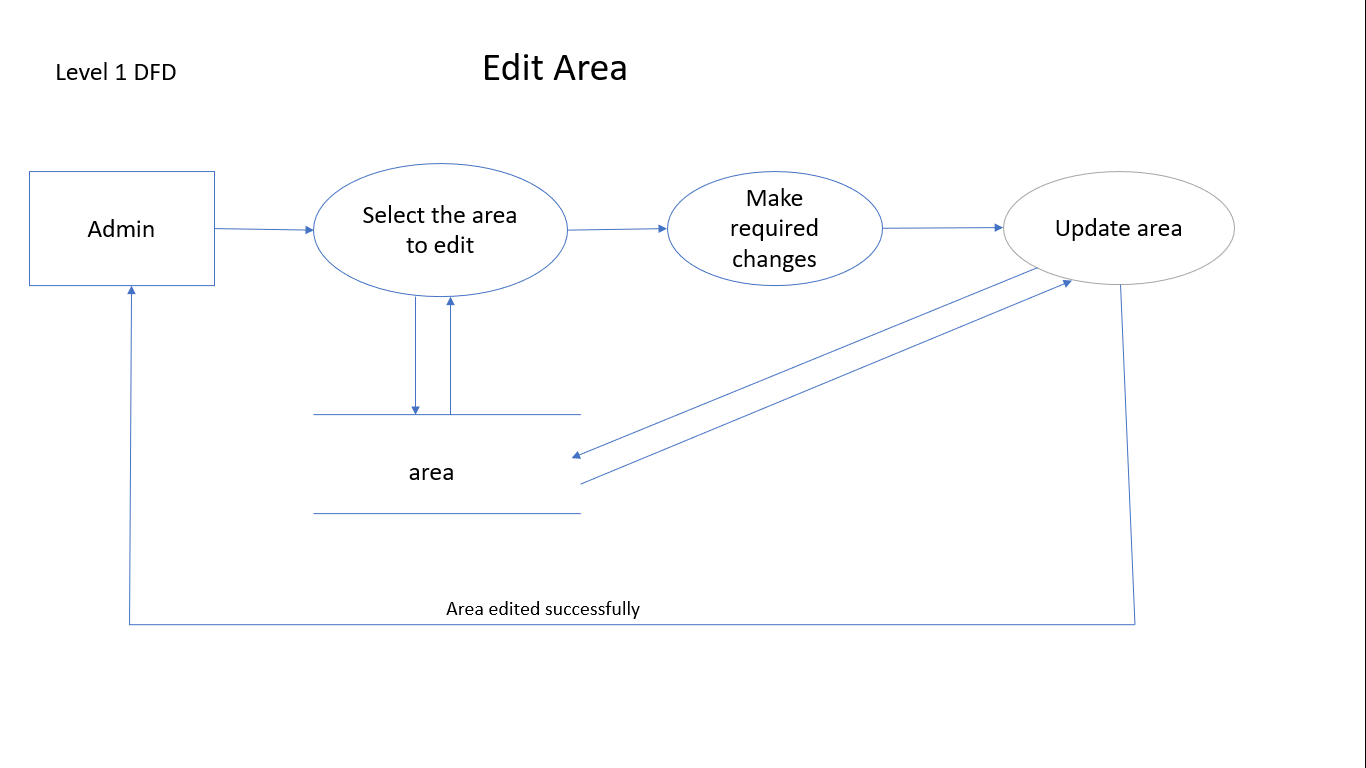 Level 1 DFD
Edit Area
Admin
Select the area
to edit
Make
required
changes
Update area
area
Area edited successfully